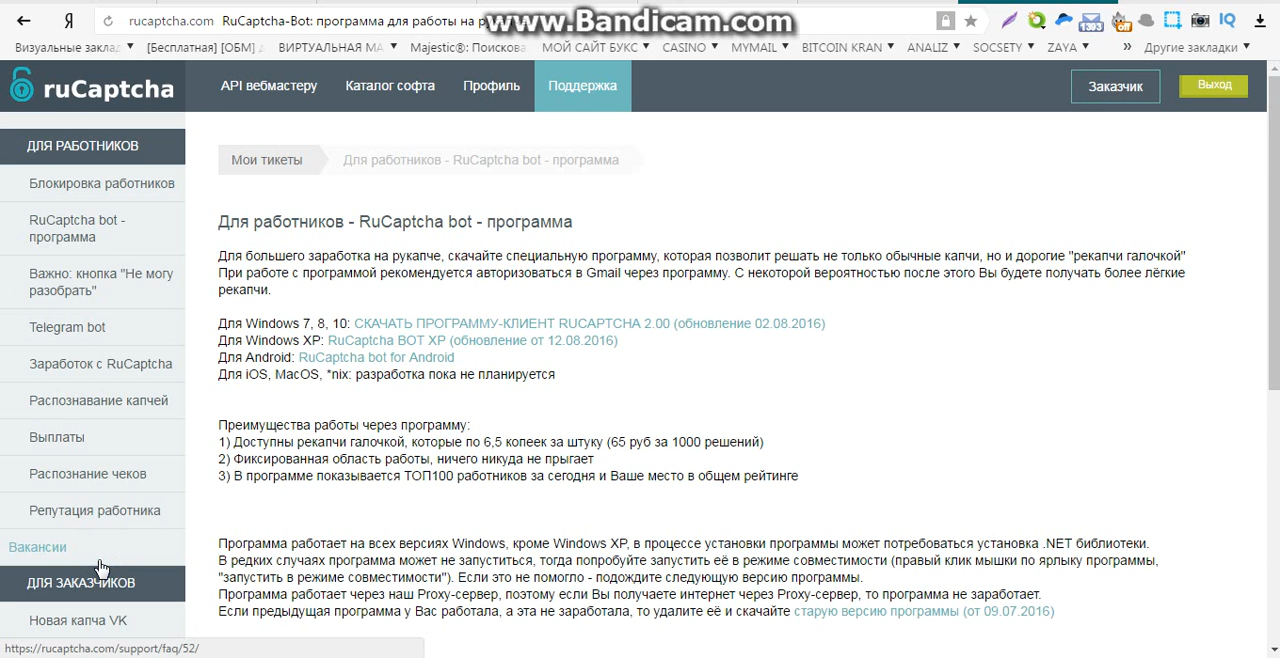 Я rucaptcha.com RuCaptcha-Bot: программа для работы на
www.Bandicam.com
1393 off IQ
Визуальные заклад [Бесплатная] [ОБМ] ВИРТУАЛЬНАЯ МА Majestic®: Поискова МОЙ САЙТ БУКС CASINO MYMAIL BITCOIN KRAN ANALIZ SOCSETY ZAYA » Другие закладки
ruCaptcha API вебмастеру Каталог софта Профиль Поддержка Заказчик Выход
ДЛЯ РАБОТНИКОВ
Блокировка работников
RuCaptcha bot -
программа
Важно: кнопка "Не могу
разобрать"
Telegram bot
Заработок с RuCaptcha
Распознавание капчей
Выплаты
Распознание чеков
Репутация работника
Вакансии
ДЛЯ ЗАКАЗЧИКОВ
Новая капча VK
https://rucaptcha.com/support/faq/52/
Мои тикеты Для работников - RuCaptcha bot - программа
Для работников - RuCaptcha bot - программа
Для большего заработка на рукапче, скачайте специальную программу, которая позволит решать не только обычные капчи, но и дорогие "рекапчи галочкой"
При работе с программой рекомендуется авторизоваться в Gmail через программу. С некоторой вероятностью после этого Вы будете получать более лёгкие
рекапчи.
Для Windows 7, 8, 10: СКАЧАТЬ ПРОГРАММУ-КЛИЕНТ RUCAPTCHA 2.00 (обновление 02.08.2016)
Для Windows XP: RuCaptcha BOT XP (обновление от 12.08.2016)
Для Android: RuCaptcha bot for Android
Для iOS, MacOS, *nix: разработка пока не планируется
Преимущества работы через программу:
1) Доступны рекапчи галочкой, которые по 6,5 копеек за штуку (65 руб за 1000 решений)
2) Фиксированная область работы, ничего никуда не прыгает
3) В программе показывается ТОП100 работников за сегодня и Ваше место в общем рейтинге
Программа работает на всех версиях Windows, кроме Windows XP, в процессе установки программы может потребоваться установка .NET библиотеки.
В редких случаях программа может не запуститься, тогда попробуйте запустить её в режиме совместимости (правый клик мышки по ярлыку программы,
"запустить в режиме совместимости"). Если это не помогло - подождите следующую версию программы.
Программа работает через наш Proxy-сервер, поэтому если Вы получаете интернет через Proxy-сервер, то программа не заработает.
Если предыдущая программа у Вас работала, а эта не заработала, то удалите её и скачайте старую версию программы (от 09.07.2016)